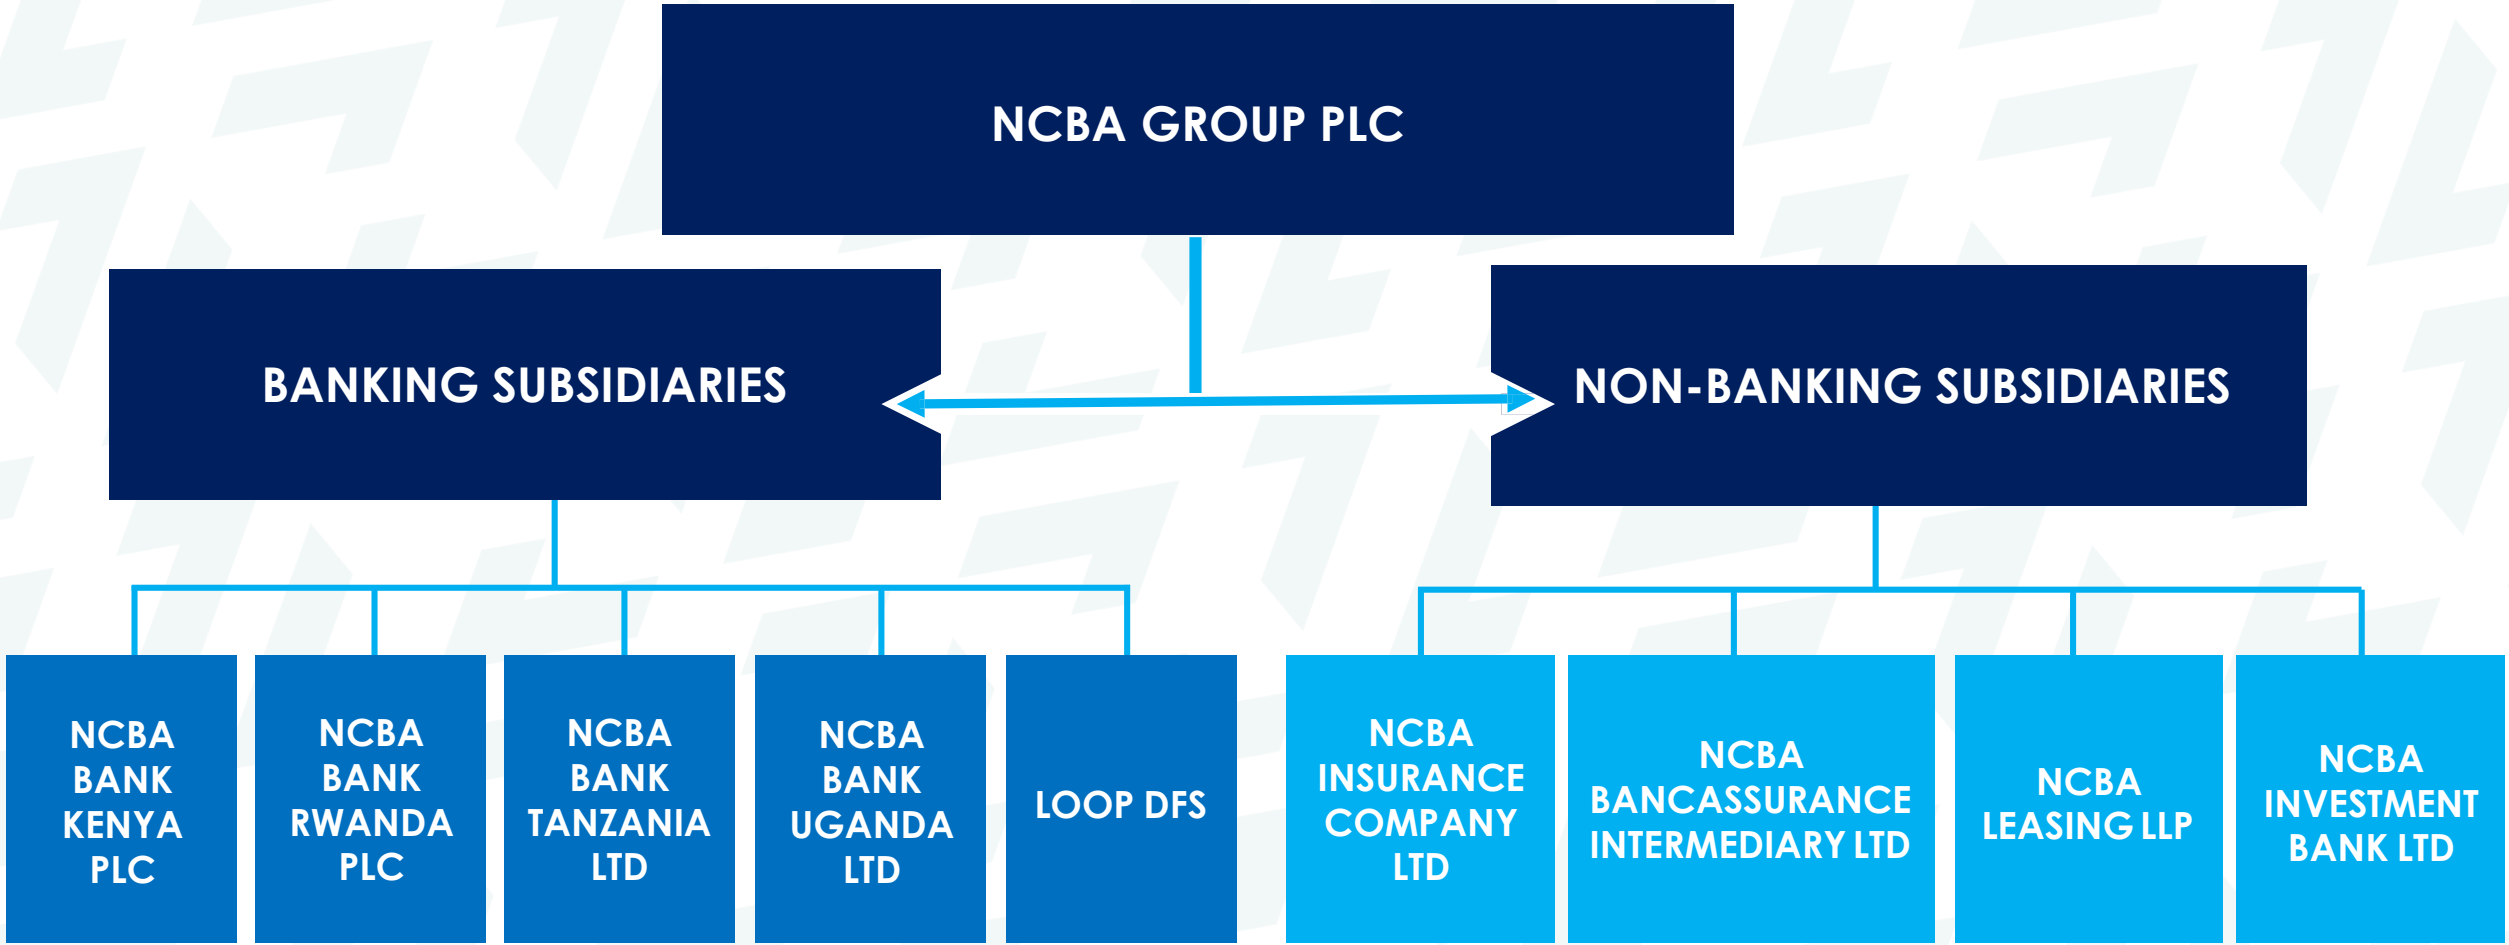 NCBA GROUP PLC
BANKING SUBSIDIARIES
NON-BANKING SUBSIDIARIES
NCBA
BANK
KENYA
PLC
NCBA
BANK
RWANDA
PLC
NCBA
BANK
TANZANIA
LTD
NCBA
BANK
UGANDA
LTD
LOOP DFS
NCBA
INSURANCE
COMPANY
LTD
NCBA
BANCASSURANCE
INTERMEDIARY LTD
NCBA
LEASING LLP
NCBA
INVESTMENT
BANK LTD